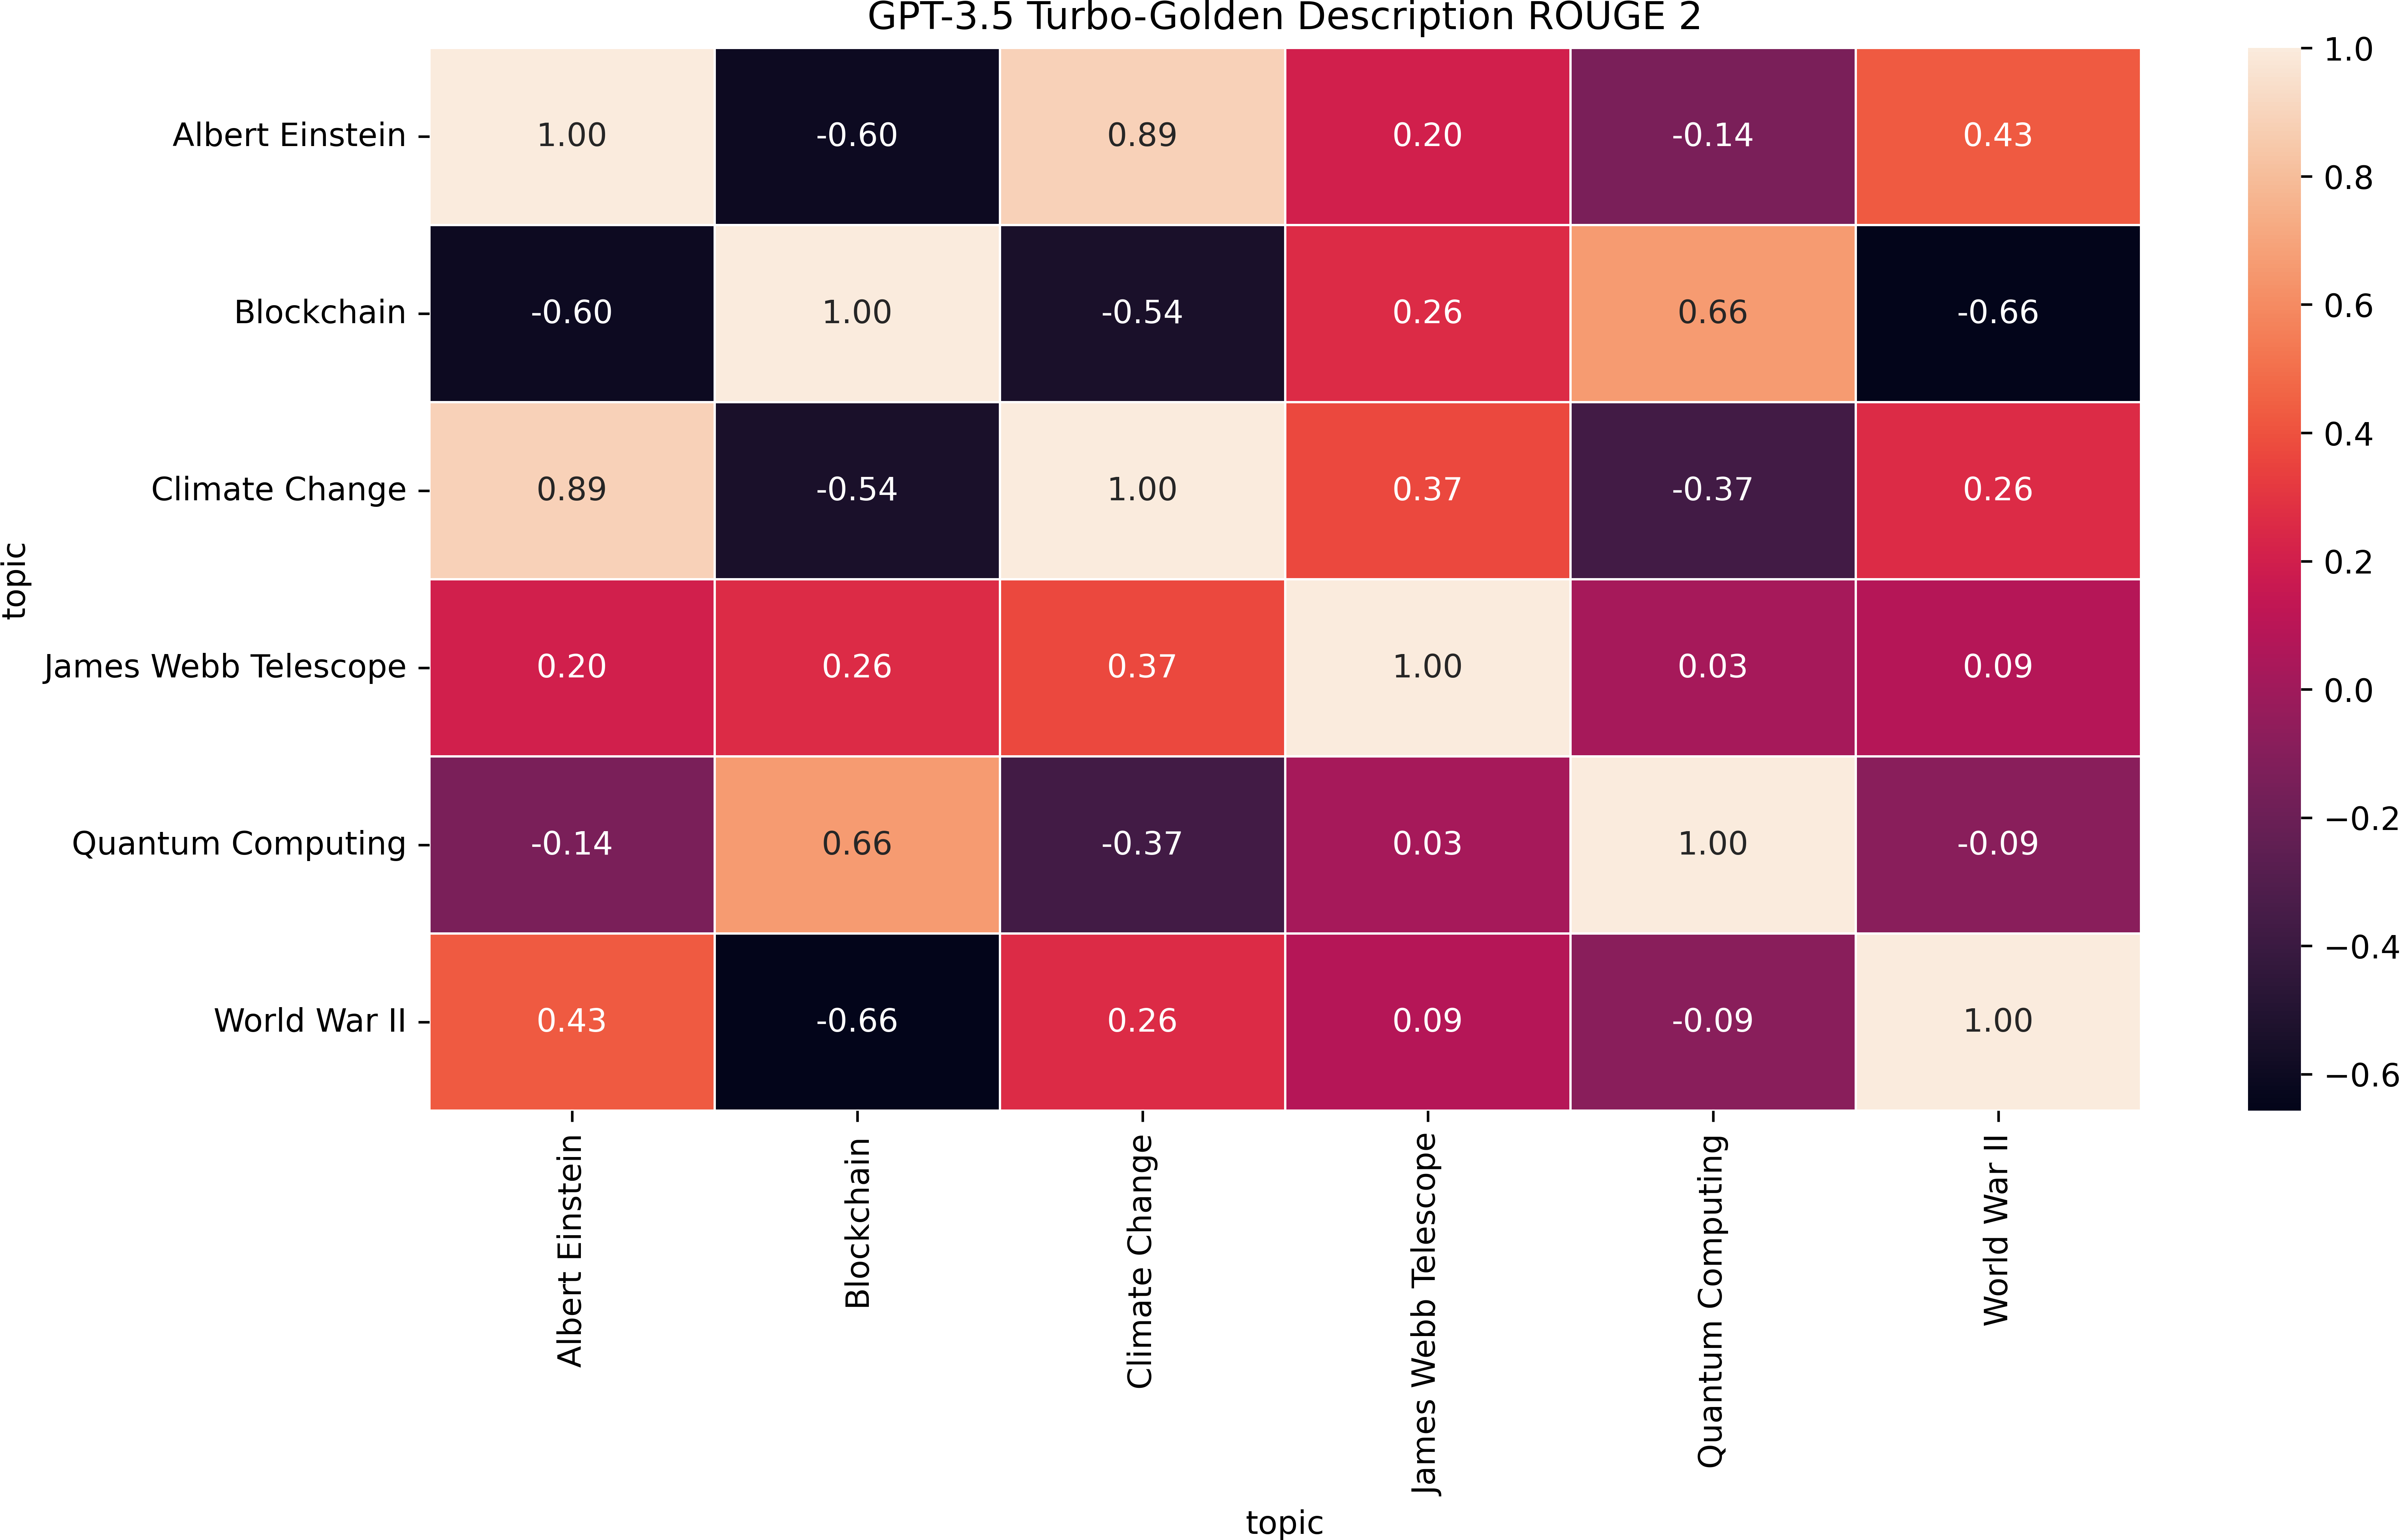 GPT-3.5 Turbo-Golden Description ROUGE 2
topic
Albert Einstein 1.00 -0.60 0.89 0.20 -0.14 0.43
Blockchain -0.60 1.00 -0.54 0.26 0.66 -0.66
Climate Change 0.89 -0.54 1.00 0.37 -0.37 0.26
James Webb Telescope 0.20 0.26 0.37 1.00 0.03 0.09
Quantum Computing -0.14 0.66 -0.37 0.03 1.00 -0.09
World War II 0.43 -0.66 0.26 0.09 -0.09 1.00
Albert Einstein
Blockchain
Climate Change
James Webb Telescope
Quantum Computing
World War II
topic
1.0
0.8
0.6
0.4
0.2
0.0
−0.2
−0.4
−0.6